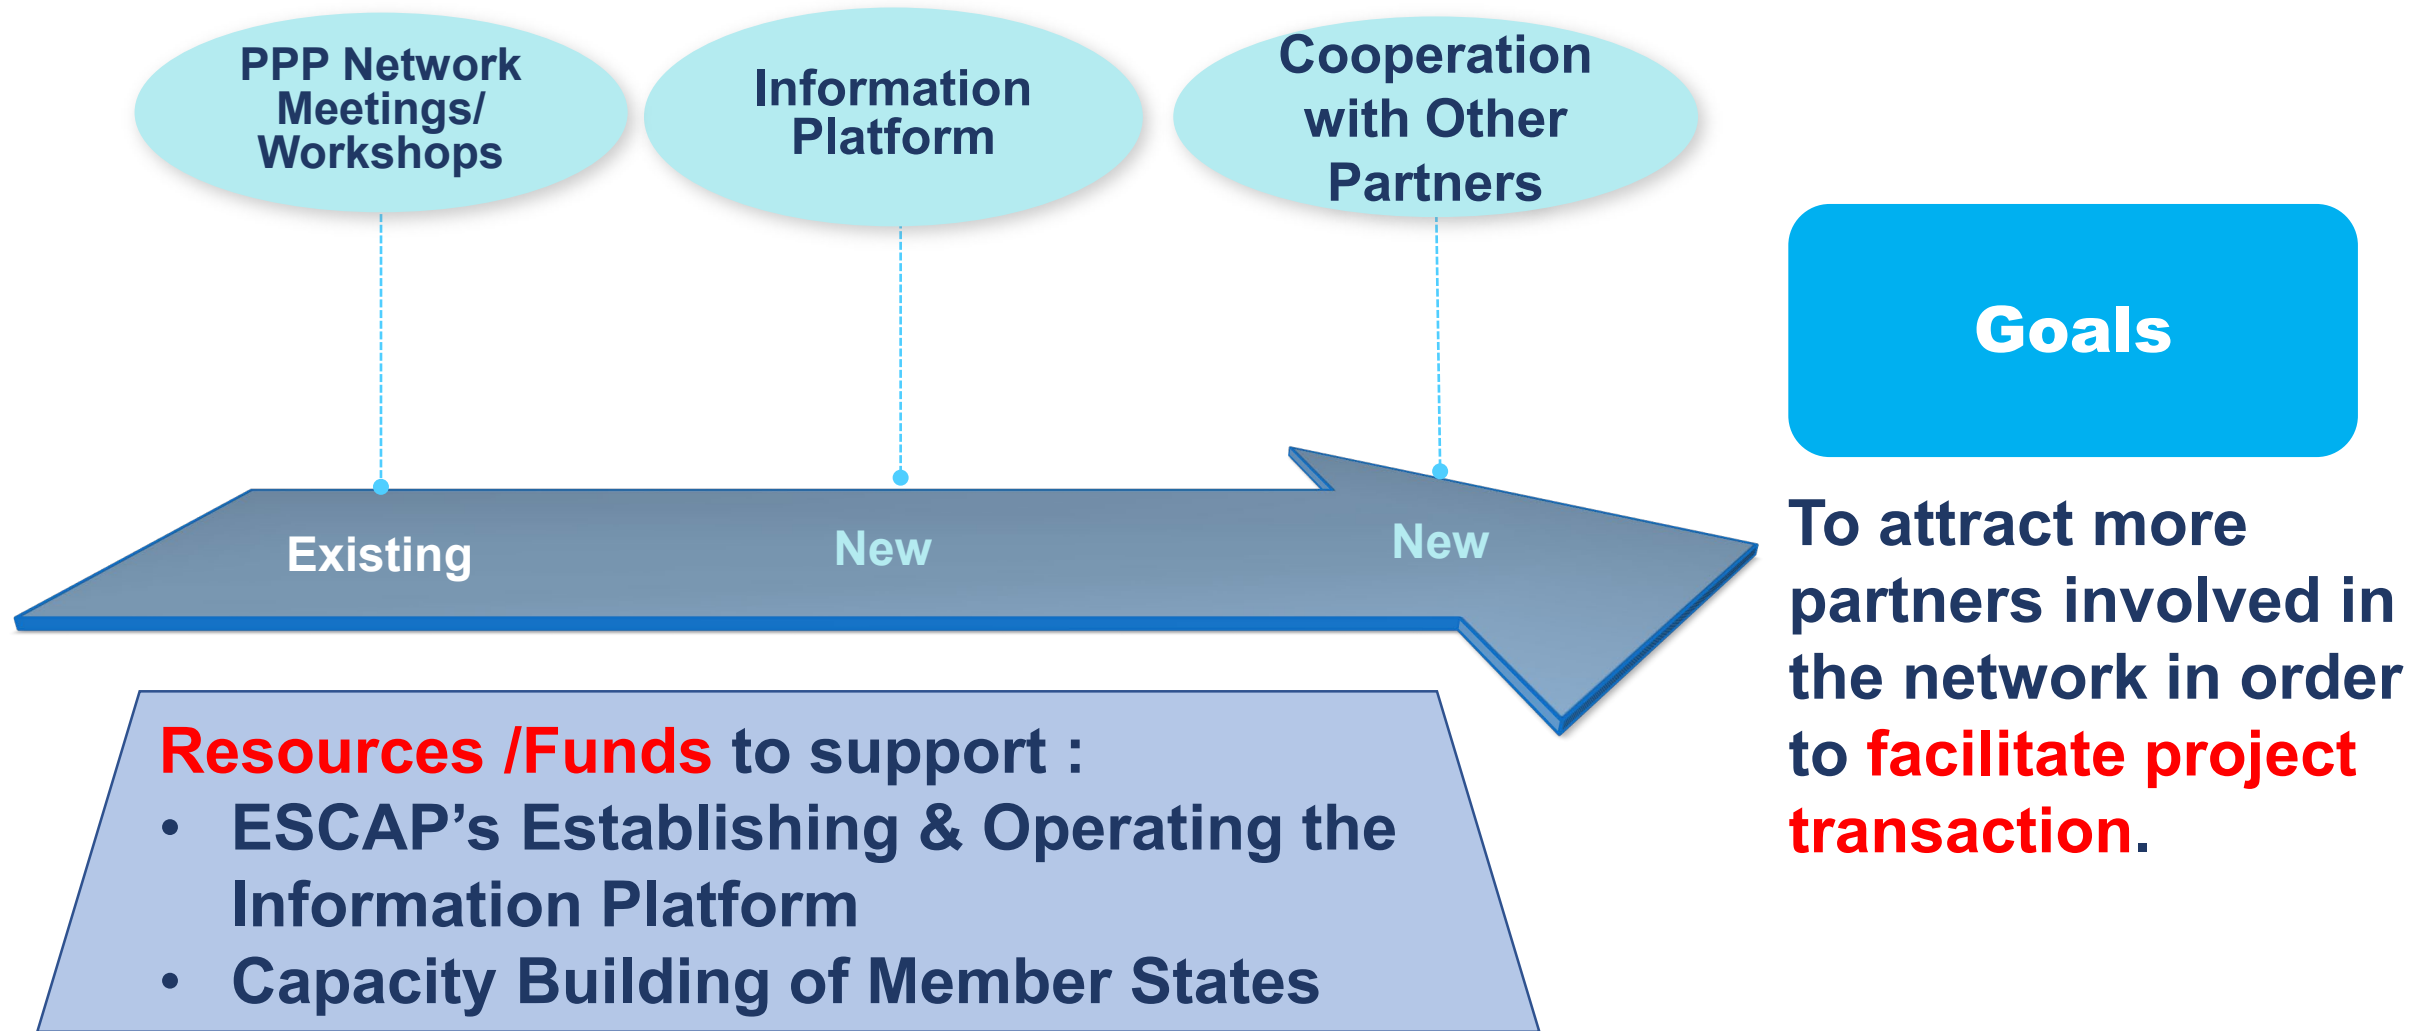 PPP Network
Meetings/
Workshops
Information
Platform
Cooperation
with Other
Partners
Existing
New
New
Goals
To attract more
partners involved in
the network in order
to facilitate project
transaction.
Resources /Funds to support :
• ESCAP’s Establishing & Operating the
Information Platform
• Capacity Building of Member States